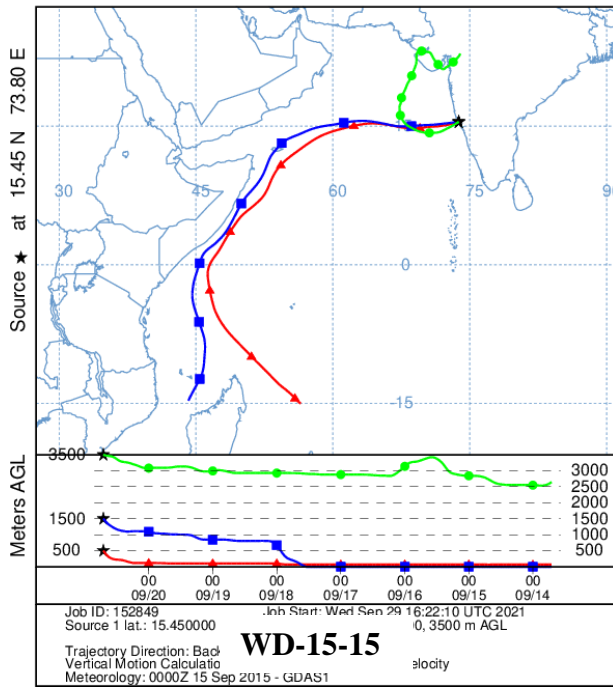 Source ★ at 15.45 N 73.80 E
30 45 60 75 90
0
-15
Meters AGL
3500
1500
500
3000
2500
2000
1500
1000
500
00 00 00 00 00 00 00
09/20 09/19 09/18 09/17 09/16 09/15 09/14
Job ID: 152849 Job Start: Wed Sep 29 16:22:10 UTC 2021
Source 1 lat.: 15.450000 0, 3500 m AGL
WD-15-15
Trajectory Direction:
Vertical Motion
Meteorology: 0000Z 15 Sep 2015 - GDAS1